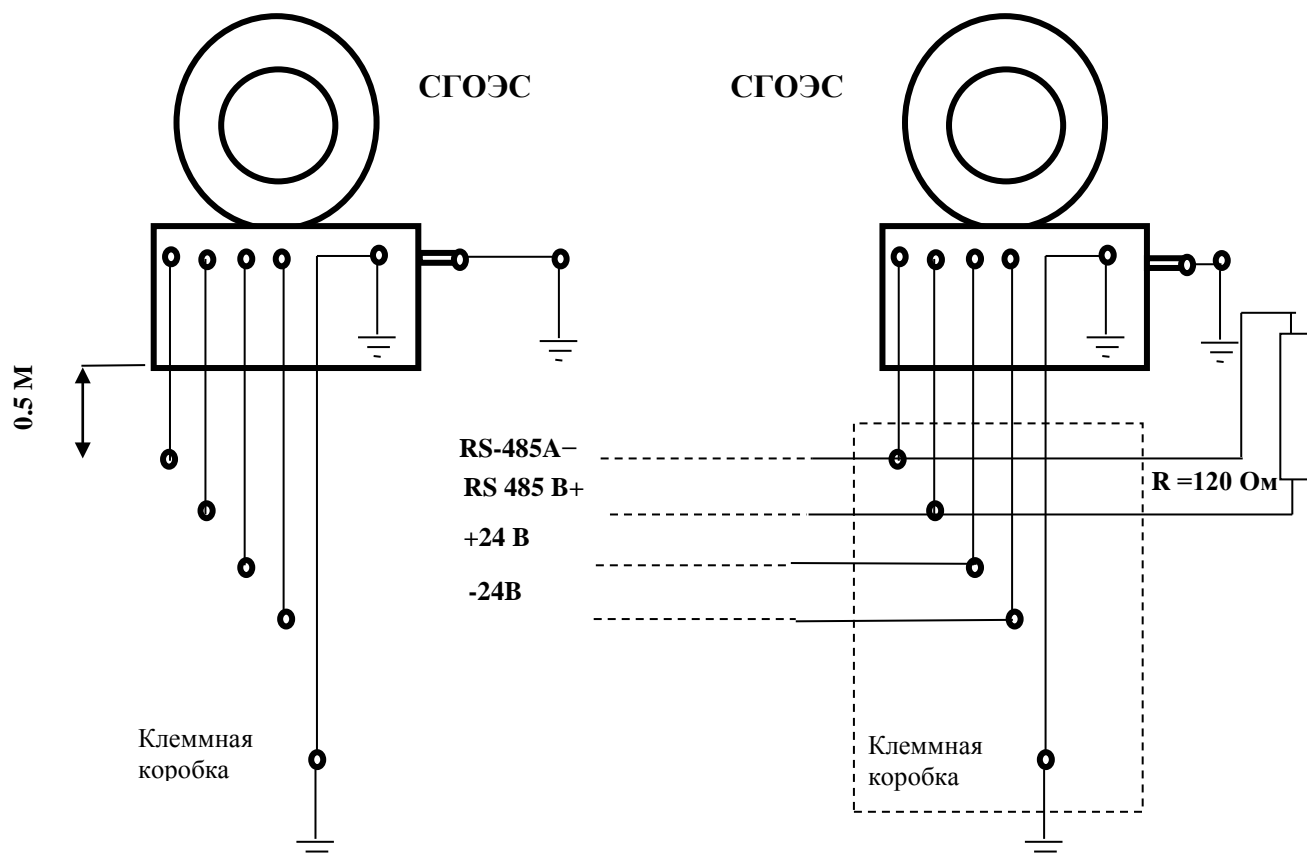 СГОЭС
СГОЭС
0.5 М
RS-485A−
RS 485 B+
+24 В
-24В
R =120 Ом
Клеммная
коробка
Клеммная
коробка